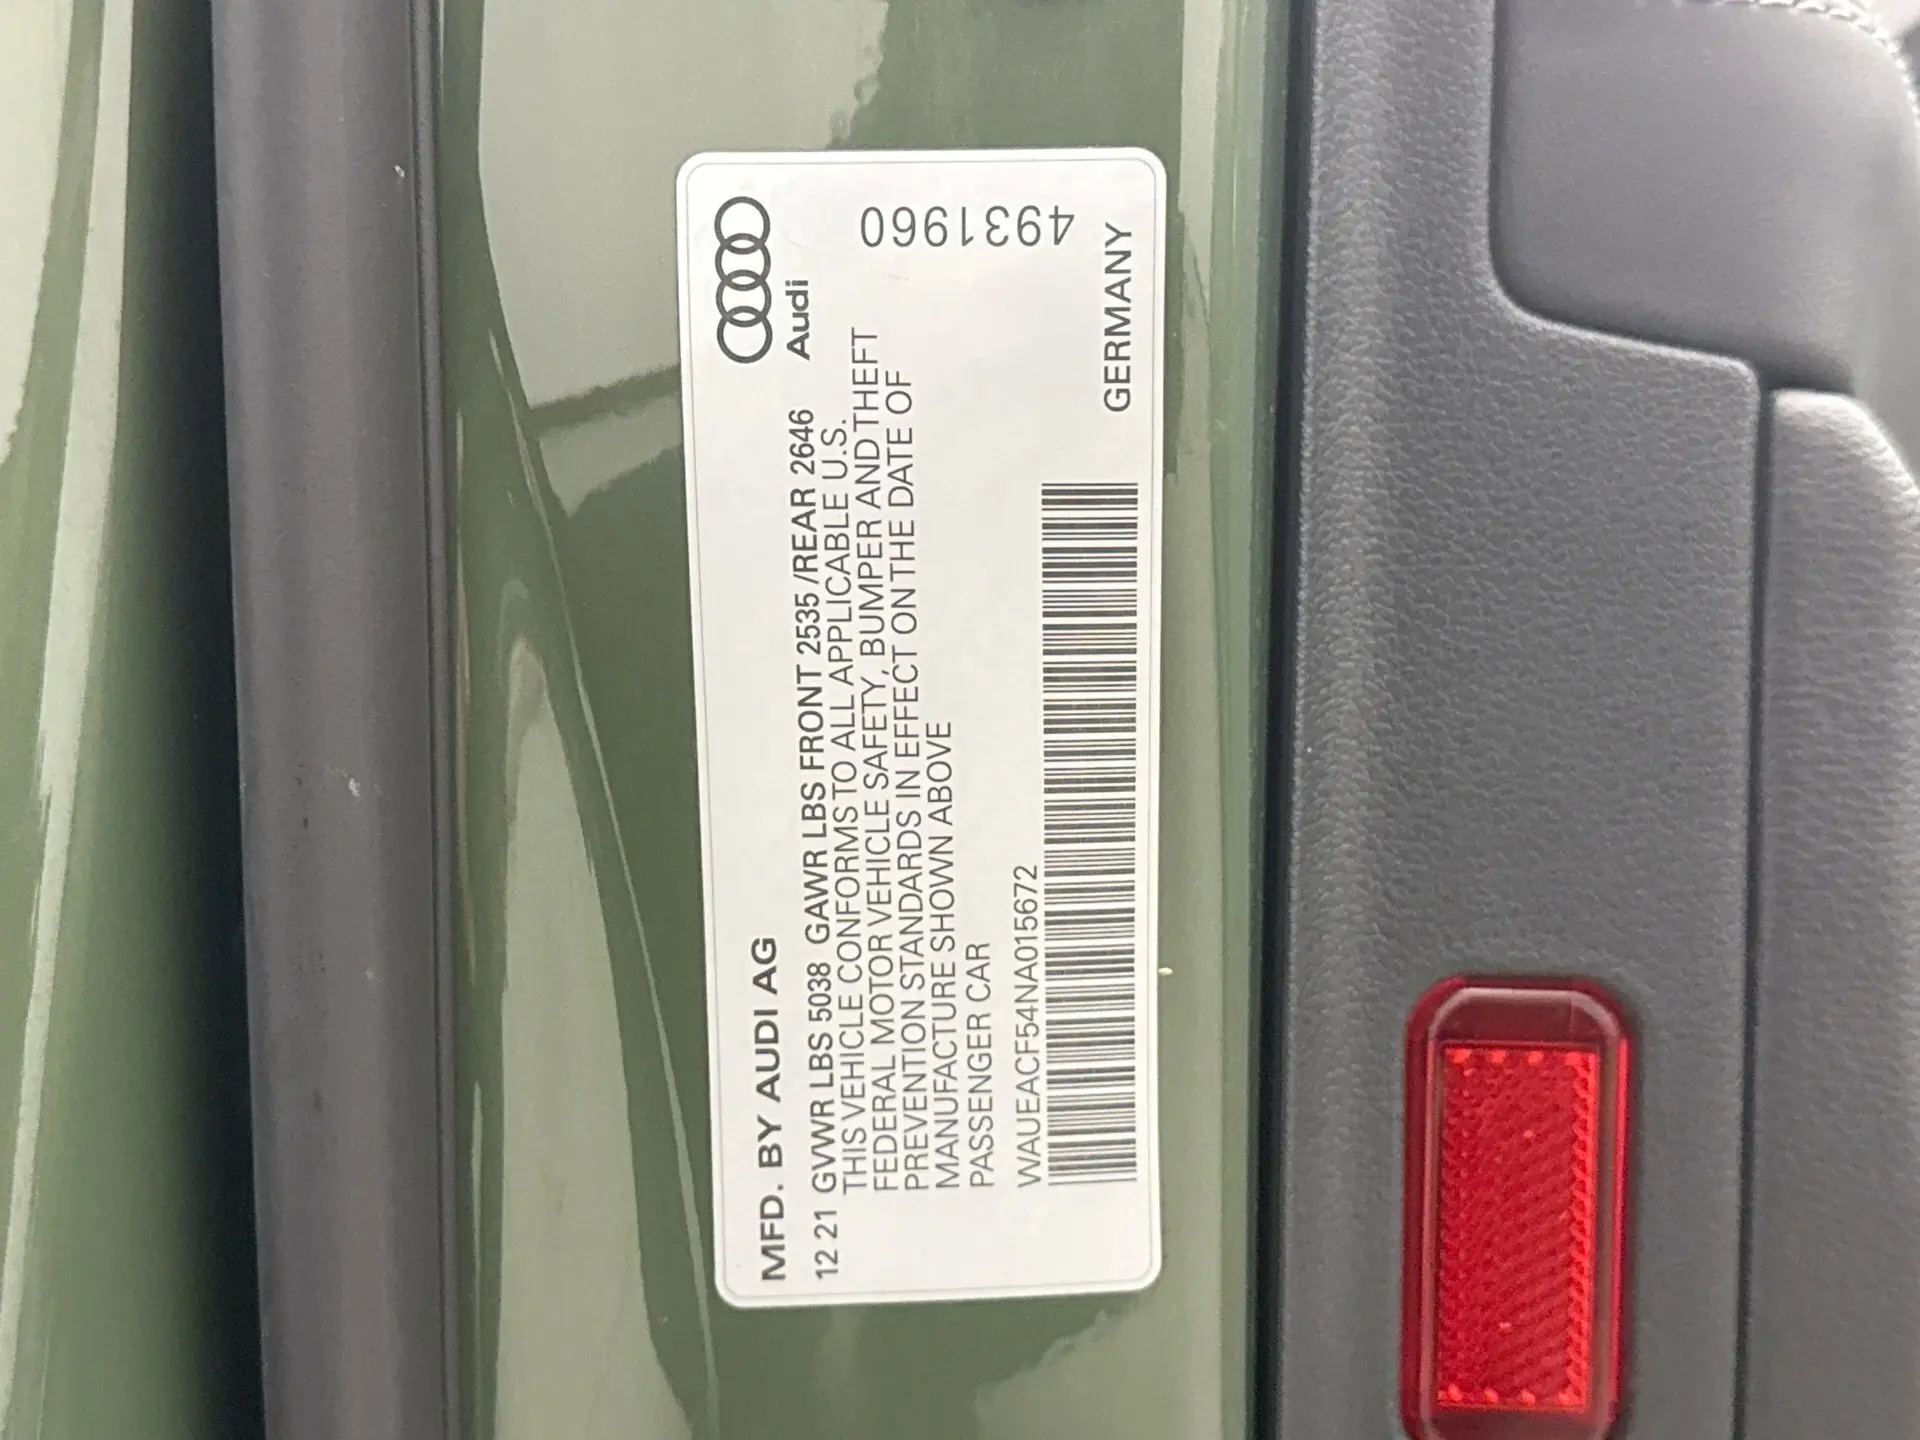 MFD. BY AUDI AG
Audi
12 21 GVWR LBS 5038 GAWR LBS FRONT 2535 /REAR 2646
THIS VEHICLE CONFORMS TO ALL APPLICABLE U.S.
FEDERAL MOTOR VEHICLE SAFETY, BUMPER AND THEFT
PREVENTION STANDARDS IN EFFECT ON THE DATE OF
MANUFACTURE SHOWN ABOVE
PASSENGER CAR
4931960
WAUEACF54NA015672
GERMANY